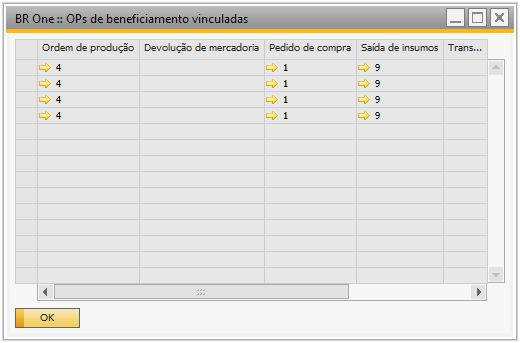 BR One :: OPs de beneficiamento vinculadas
Ordem de produção Devolução de mercadoria Pedido de compra Saída de insumos Trans...
4 1 9
4 1 9
4 1 9
4 1 9
OK